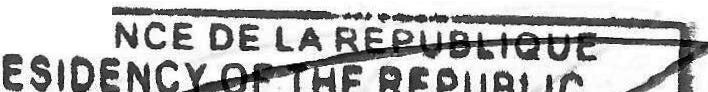 NCE DE LA REPUBLIQUE
ESIDENCY OF THE REPUBLIC